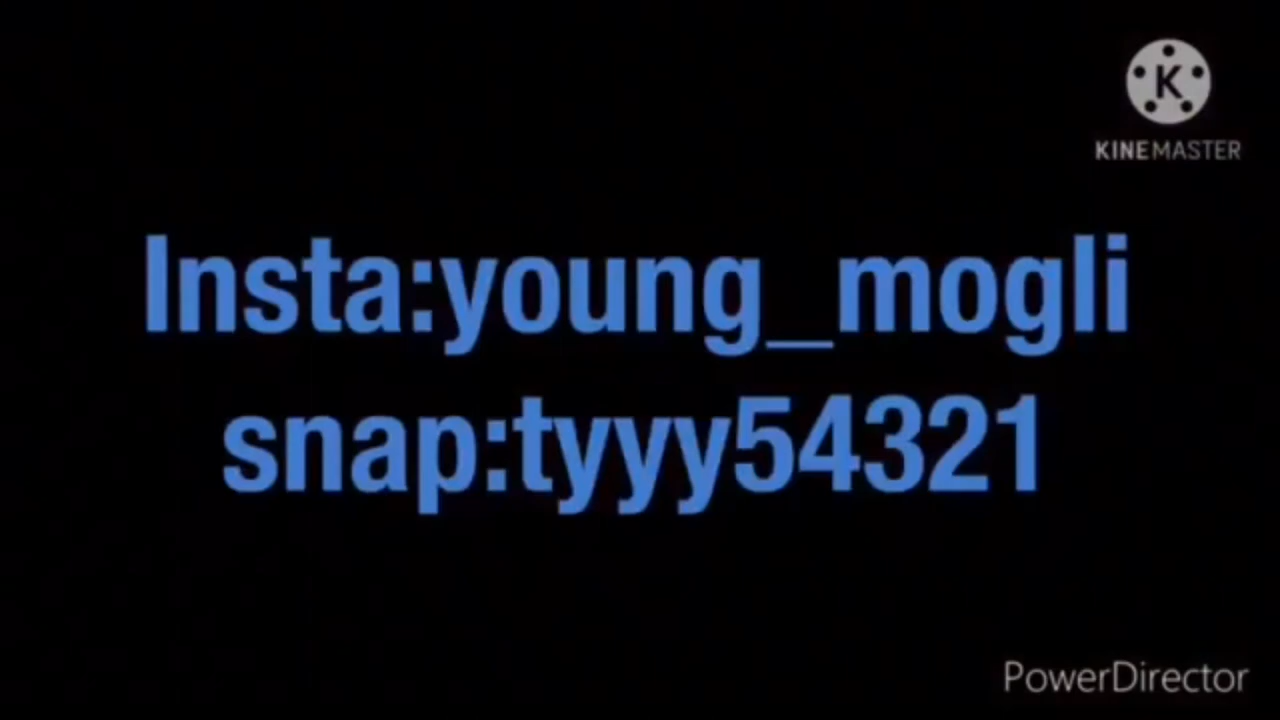 K
KINEMASTER
Insta:young_mogli
snap:tyyy54321
PowerDirector